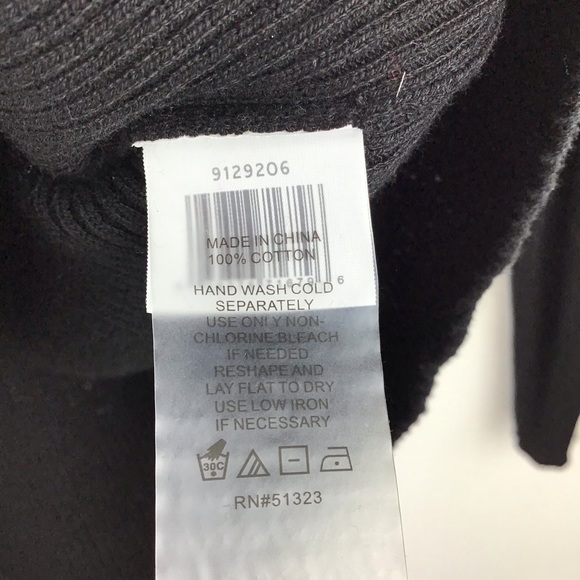 9129206
MADE IN CHINA
100% COTTON
6
HAND WASH COLD
SEPARATELY
USE ONLY NON-
CHLORINE BLEACH
IF NEEDED
RESHAPE AND
LAY FLAT TO DRY
USE LOW IRON
IF NECESSARY
30C
RN#51323